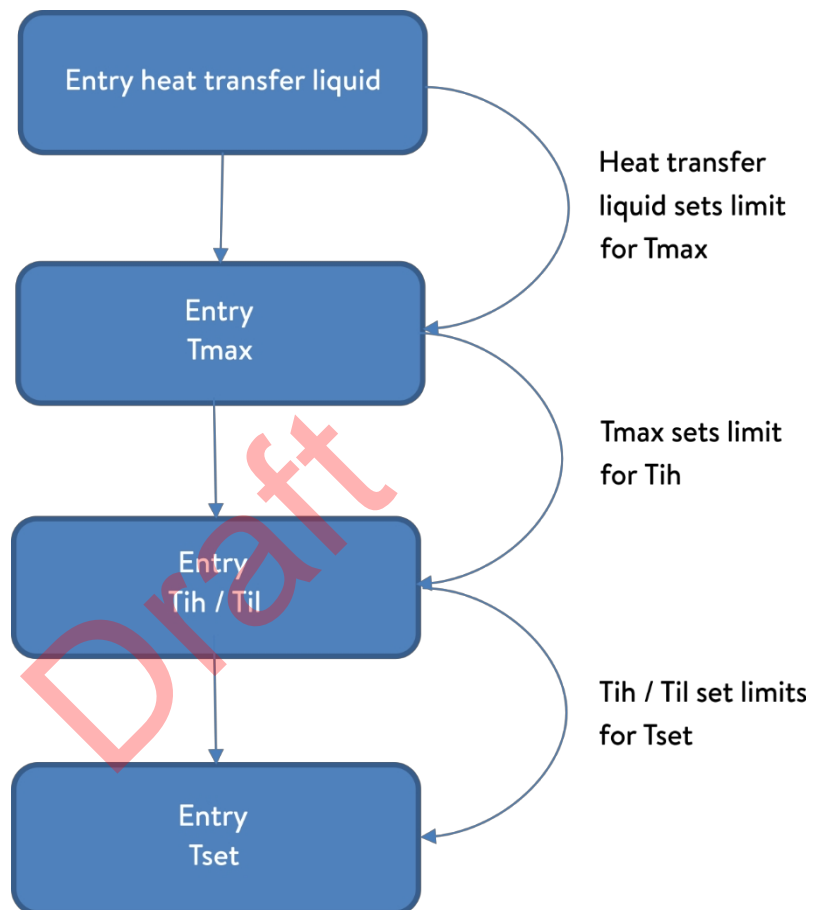 Entry heat transfer liquid
Heat transfer
liquid sets limit
for Tmax
Entry
Tmax
Tmax sets limit
for Tih
Entry
Tih / Til
Draft
Tih / Til set limits
for Tset
Entry
Tset